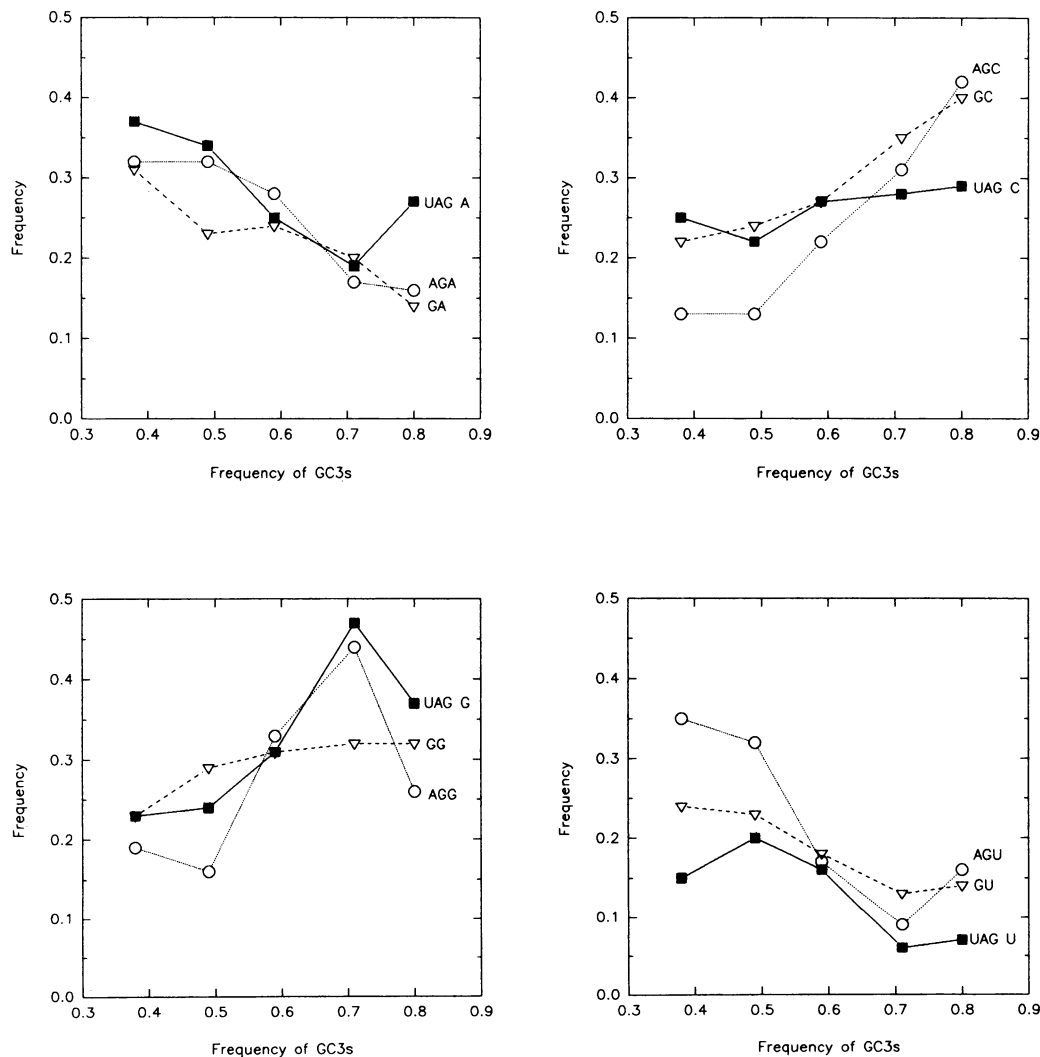 0.5
0.4
0.3
0.2
0.1
0.0
Frequency
UAG A
AGA
GA
0.3 0.4 0.5 0.6 0.7 0.8 0.9
Frequency of GC3s
0.5
0.4
0.3
0.2
0.1
0.0
Frequency
AGC
GC
UAG C
0.3 0.4 0.5 0.6 0.7 0.8 0.9
Frequency of GC3s
0.5
0.4
0.3
0.2
0.1
0.0
Frequency
UAG G
GG
AGG
0.3 0.4 0.5 0.6 0.7 0.8 0.9
Frequency of GC3s
0.5
0.4
0.3
0.2
0.1
0.0
Frequency
AGU
GU
UAG U
0.3 0.4 0.5 0.6 0.7 0.8 0.9
Frequency of GC3s